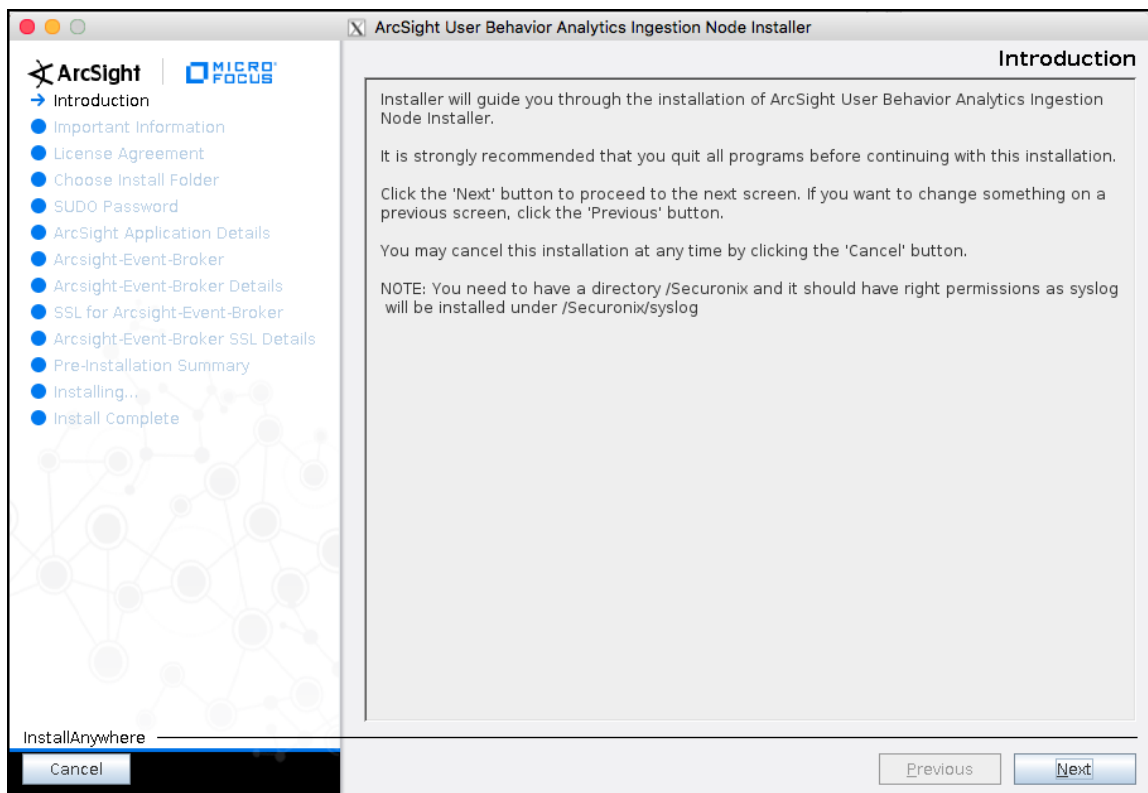 ArcSight User Behavior Analytics Ingestion Node Installer
ArcSight
MICRO
FOCUS
Introduction
Introduction
Important Information
License Agreement
Choose Install Folder
SUDO Password
ArcSight Application Details
Arcsight-Event-Broker
Arcsight-Event-Broker Details
SSL for Arcsight-Event-Broker
Arcsight-Event-Broker SSL Details
Pre-Installation Summary
Installing...
Install Complete
Installer will guide you through the installation of ArcSight User Behavior Analytics Ingestion
Node Installer.
It is strongly recommended that you quit all programs before continuing with this installation.
Click the 'Next' button to proceed to the next screen. If you want to change something on a
previous screen, click the 'Previous' button.
You may cancel this installation at any time by clicking the 'Cancel' button.
NOTE: You need to have a directory /Securonix and it should have right permissions as syslog
will be installed under /Securonix/syslog
InstallAnywhere
Cancel
Previous
Next